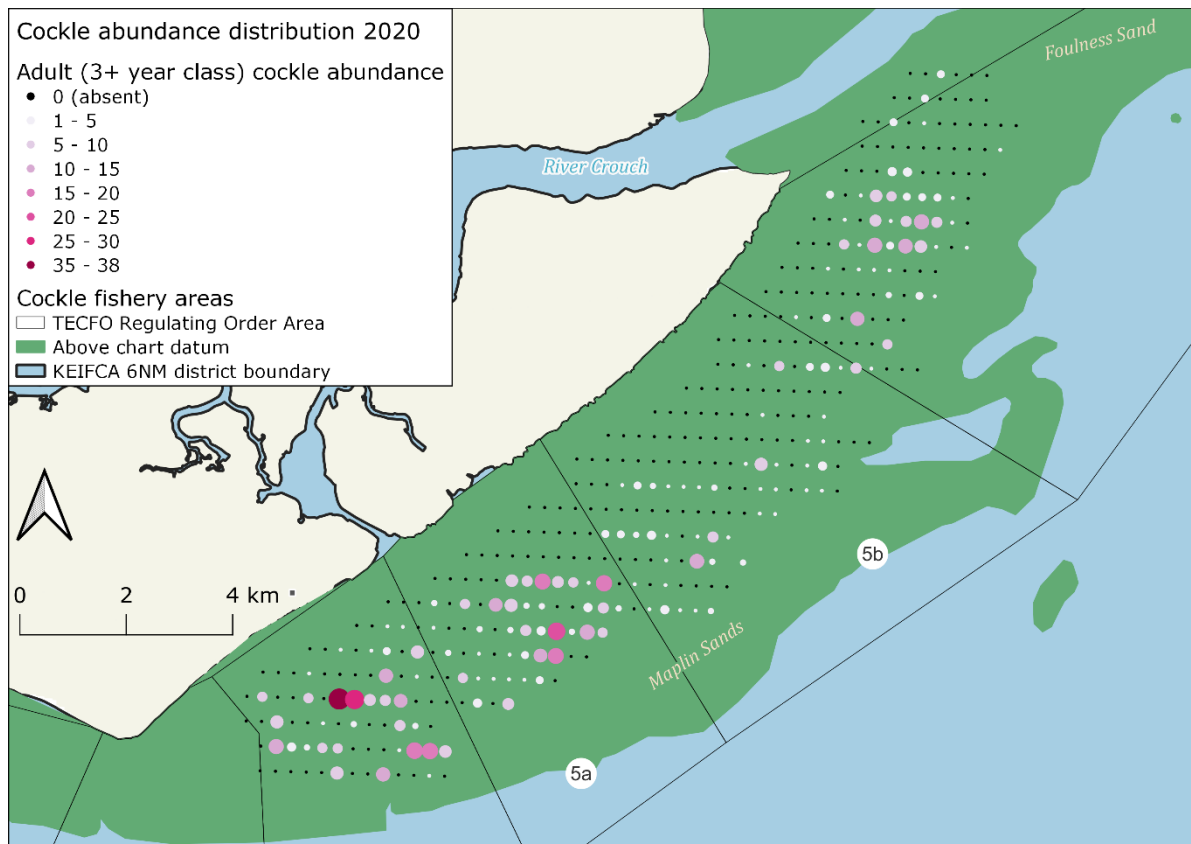 Cockle abundance distribution 2020
Adult (3+ year class) cockle abundance
0 (absent)
1 - 5
5 - 10
10 - 15
15 - 20
20 - 25
25 - 30
35 - 38
Cockle fishery areas
TECFO Regulating Order Area
Above chart datum
KEIFCA 6NM district boundary
Foulness Sand
River Crouch
5b
0 2 4 km
Maplin Sands
5a